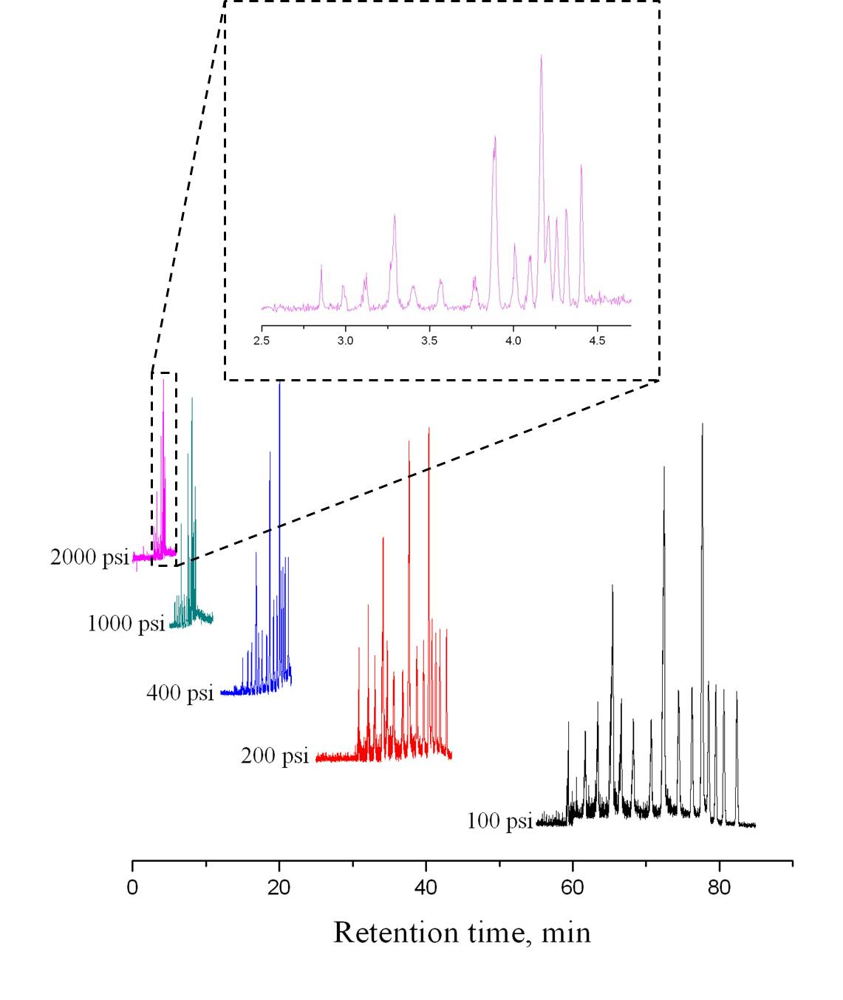 2.5 3.0 3.5 4.0 4.5
2000 psi
1000 psi
400 psi
200 psi
100 psi
0 20 40 60 80
Retention time, min